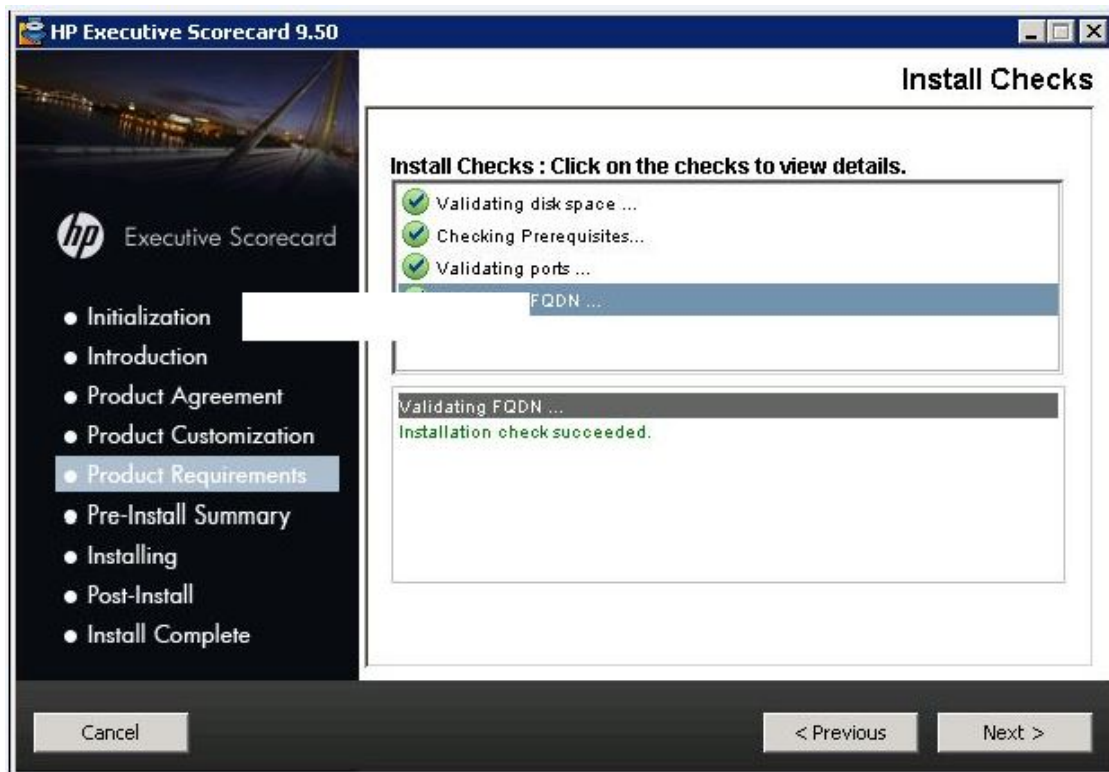 HP Executive Scorecard 9.50
Install Checks
hp Executive Scorecard
Initialization
Introduction
Product Agreement
Product Customization
Product Requirements
Pre-Install Summary
Installing
Post-Install
Install Complete
Install Checks : Click on the checks to view details.
Validating disk space ...
Checking Prerequisites...
Validating ports ...
FQDN ...
Validating FQDN ...
Installation check succeeded.
Cancel
< Previous
Next >